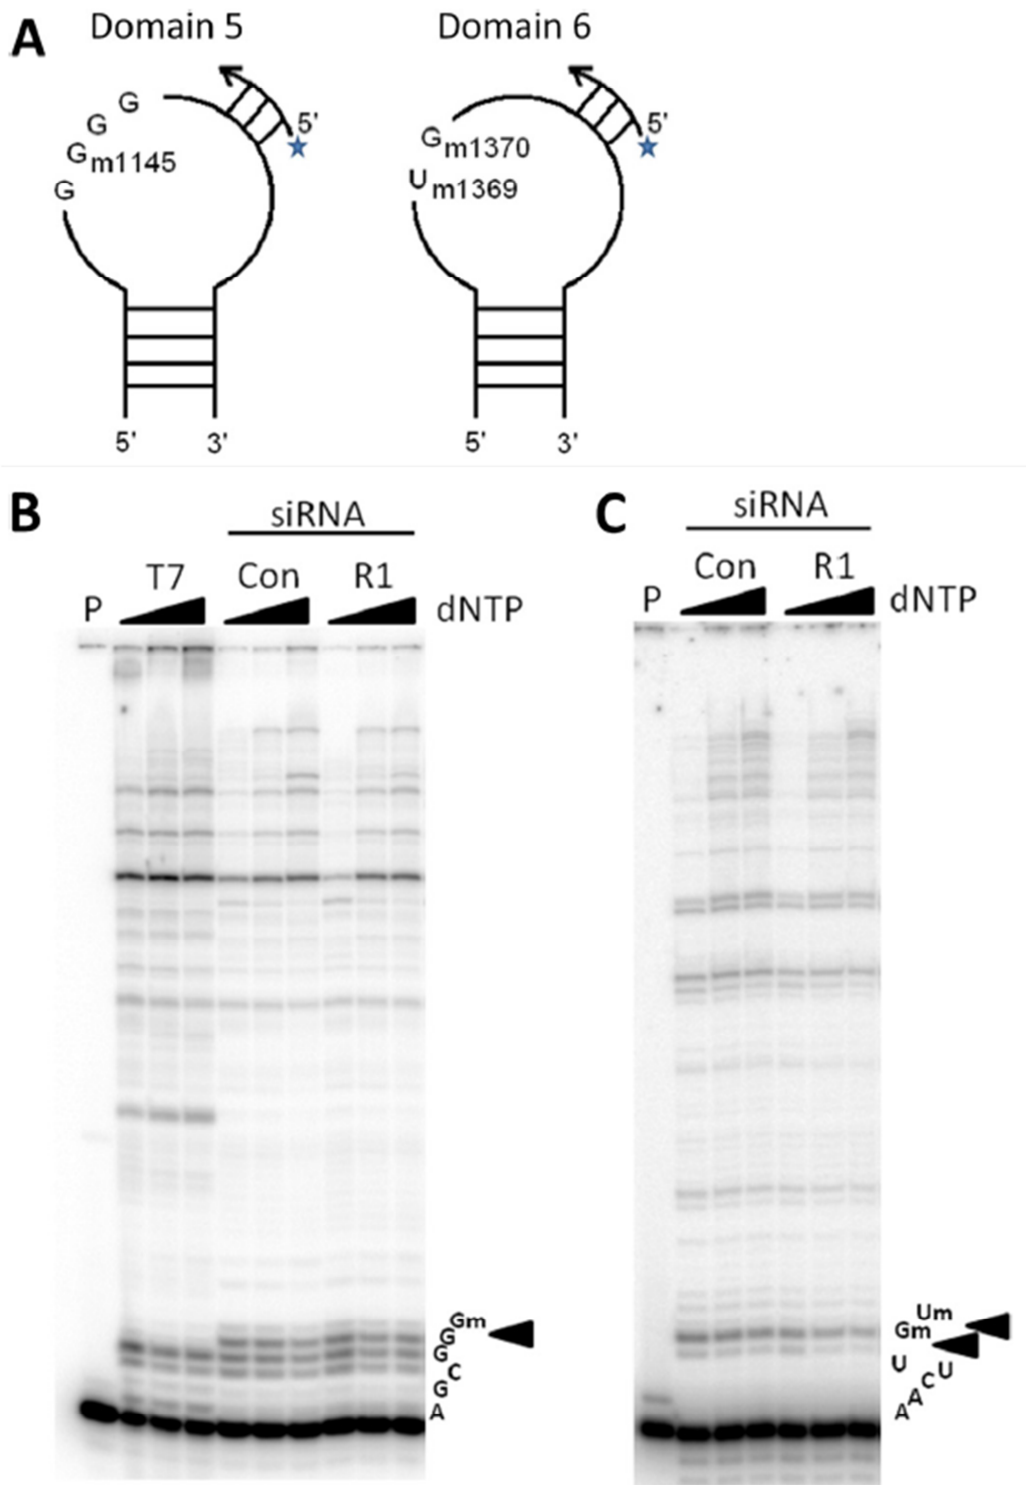 A
Domain 5
Domain 6
G
G
Gm1145
G
5'
5'
3'
Gm1370
Um1369
5'
5'
3'
B
siRNA
T7 Con R1
P
dNTP
Gm
G
G
C
G
A
C
siRNA
Con R1
P
dNTP
Um
Gm
U
U
C
A
A